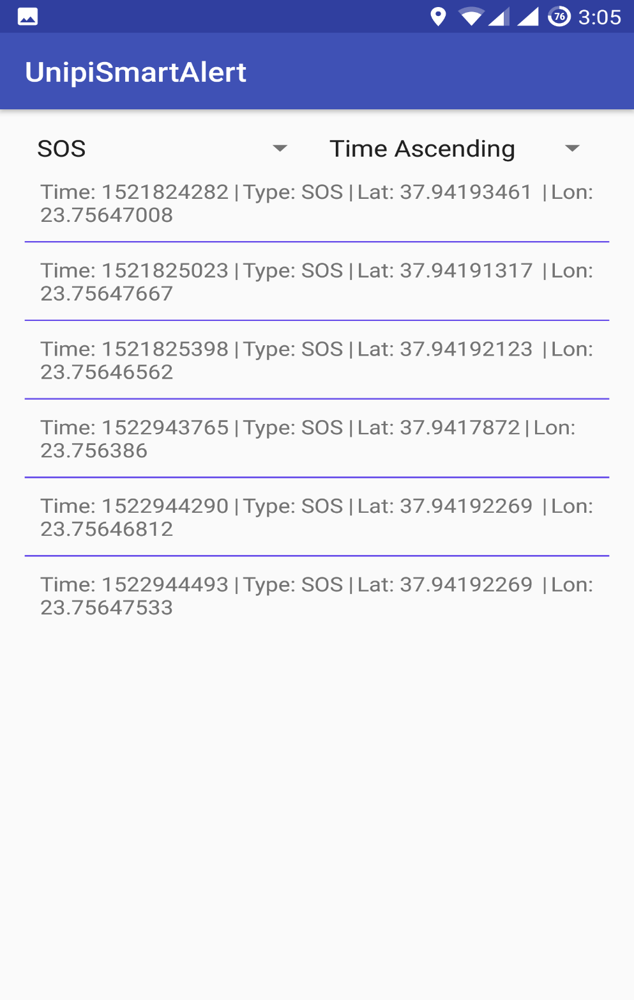 76 3:05
UnipiSmartAlert
SOS Time Ascending
Time: 1521824282 | Type: SOS | Lat: 37.94193461 | Lon:
23.75647008
Time: 1521825023 | Type: SOS | Lat: 37.94191317 | Lon:
23.75647667
Time: 1521825398 | Type: SOS | Lat: 37.94192123 | Lon:
23.75646562
Time: 1522943765 | Type: SOS | Lat: 37.9417872 | Lon:
23.756386
Time: 1522944290 | Type: SOS | Lat: 37.94192269 | Lon:
23.75646812
Time: 1522944493 | Type: SOS | Lat: 37.94192269 | Lon:
23.75647533